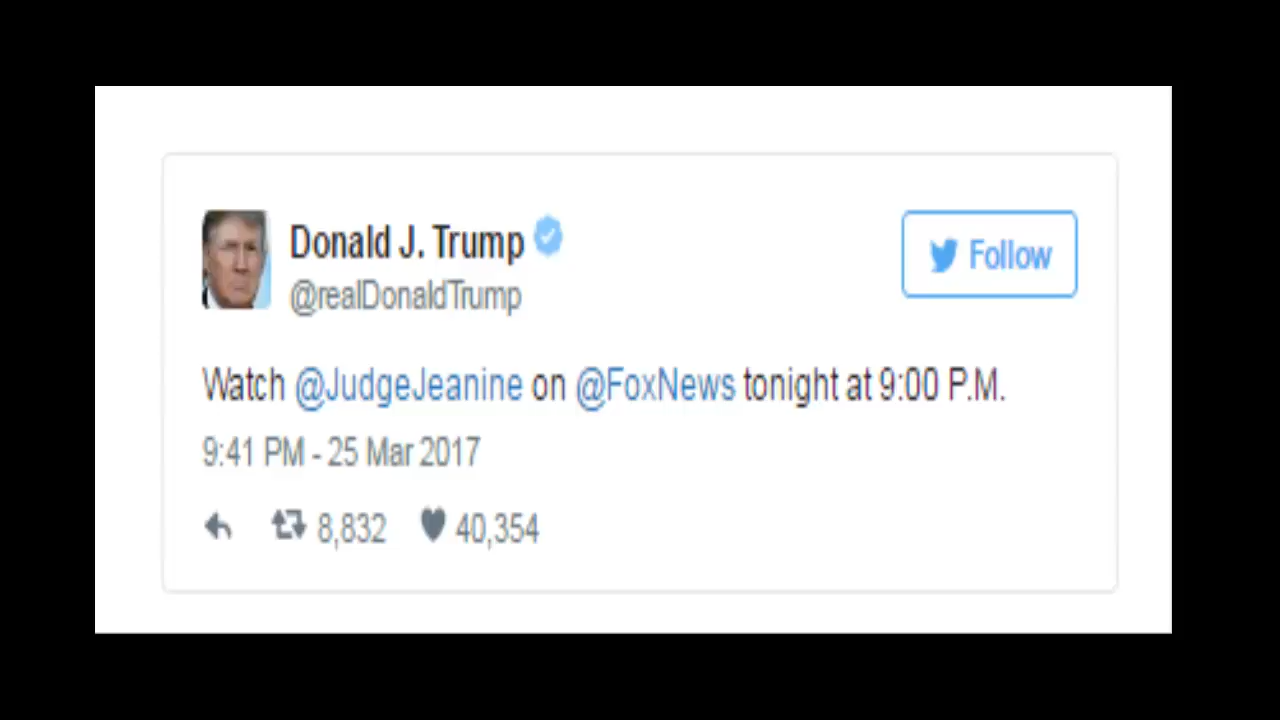 Donald J. Trump
@realDonaldTrump
Follow
Watch @JudgeJeanine on @FoxNews tonight at 9:00 P.M.
9:41 PM - 25 Mar 2017
8,832 40,354